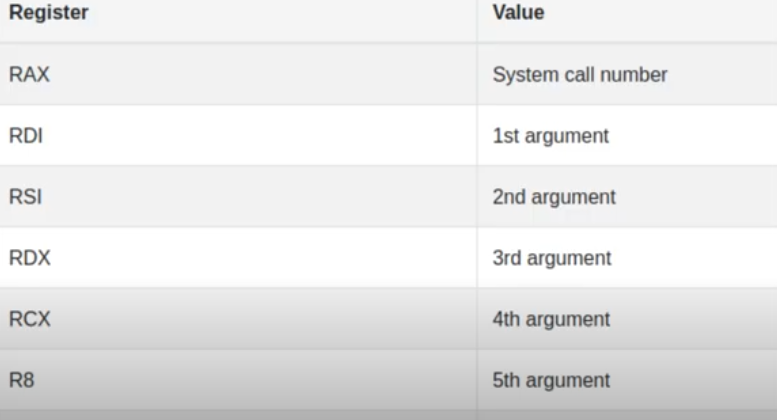 Register Value
RAX System call number
RDI 1st argument
RSI 2nd argument
RDX 3rd argument
RCX 4th argument
R8 5th argument